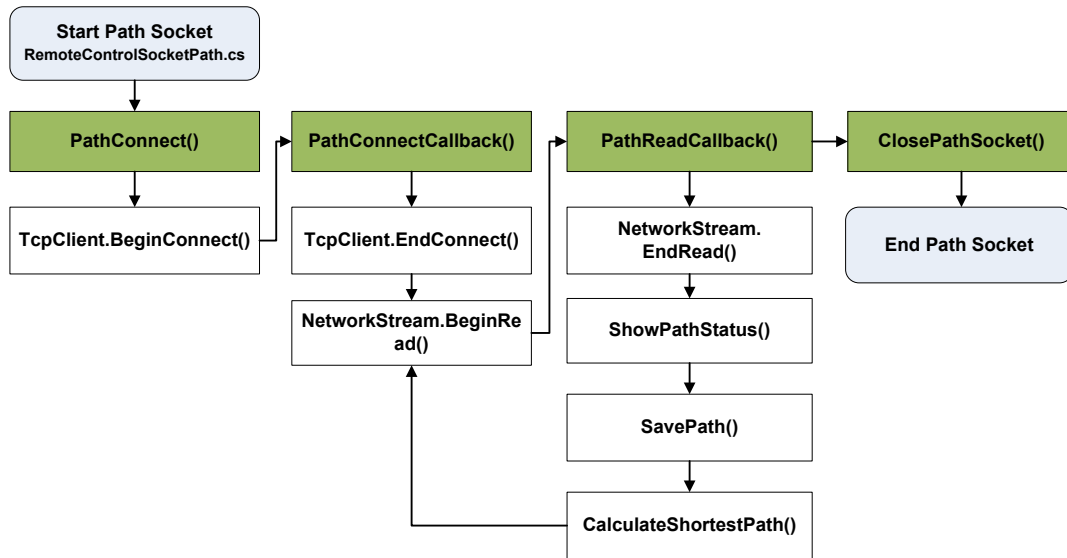 Start Path Socket
RemoteControlSocketPath.cs
PathConnect()
PathConnectCallback()
PathReadCallback()
ClosePathSocket()
TcpClient.BeginConnect()
TcpClient.EndConnect()
NetworkStream.
EndRead()
End Path Socket
NetworkStream.BeginRe
ad()
ShowPathStatus()
SavePath()
CalculateShortestPath()